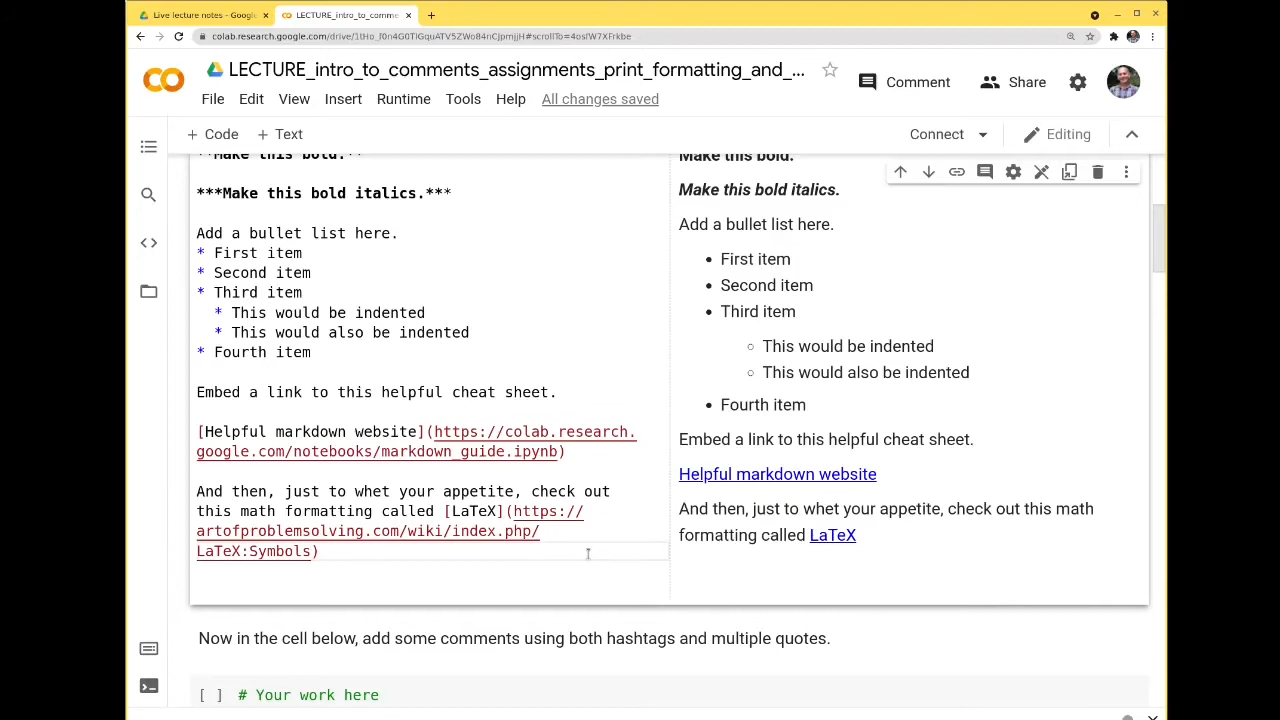 Live lecture notes - Googl
LECTURE_intro_to_comme
colab.research.google.com/drive/1tHo_f0n4G0TlGquATV5ZWo84nCJpmjjH#scrollTo=4osfW7XFrkbe
LECTURE_intro_to_comments_assignments_print_formatting_and_...
Comment
Share
File Edit View Insert Runtime Tools Help All changes saved
+ Code + Text
Connect
Editing
**Make this bold.**
***Make this bold italics.***
Add a bullet list here.
* First item
* Second item
* Third item
* This would be indented
* This would also be indented
* Fourth item
Embed a link to this helpful cheat sheet.
[Helpful markdown website](https://colab.research.
google.com/notebooks/markdown_guide.ipynb)
And then, just to whet your appetite, check out
this math formatting called [LaTeX](https://
artofproblemsolving.com/wiki/index.php/
LaTeX:Symbols)
Make this bold.
Make this bold italics.
Add a bullet list here.
• First item
• Second item
• Third item
○ This would be indented
○ This would also be indented
• Fourth item
Embed a link to this helpful cheat sheet.
Helpful markdown website
And then, just to whet your appetite, check out this math
formatting called LaTeX
Now in the cell below, add some comments using both hashtags and multiple quotes.
[ ] # Your work here